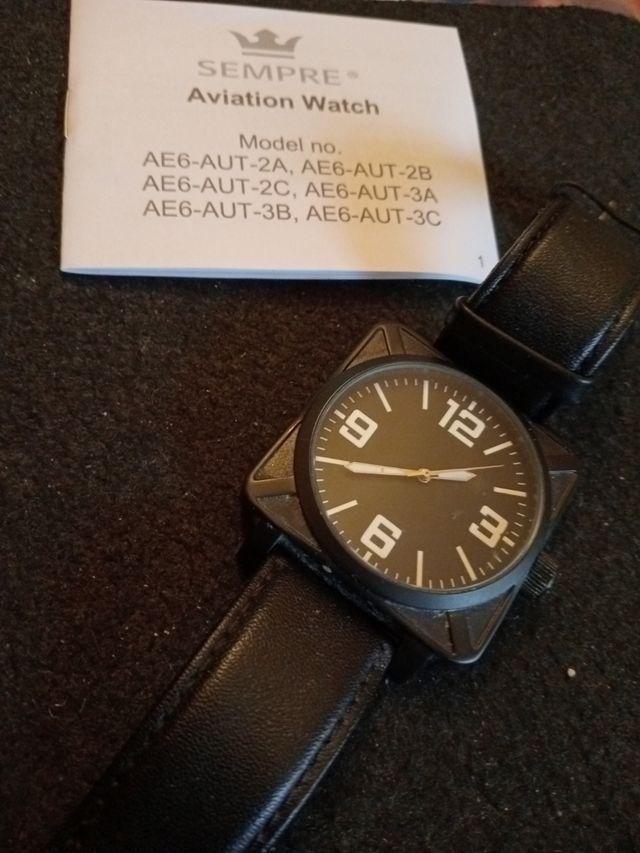 SEMPRE®
Aviation Watch
Model no.
AE6-AUT-2A, AE6-AUT-2B
AE6-AUT-2C, AE6-AUT-3A
AE6-AUT-3B, AE6-AUT-3C
1
12
9
3
6